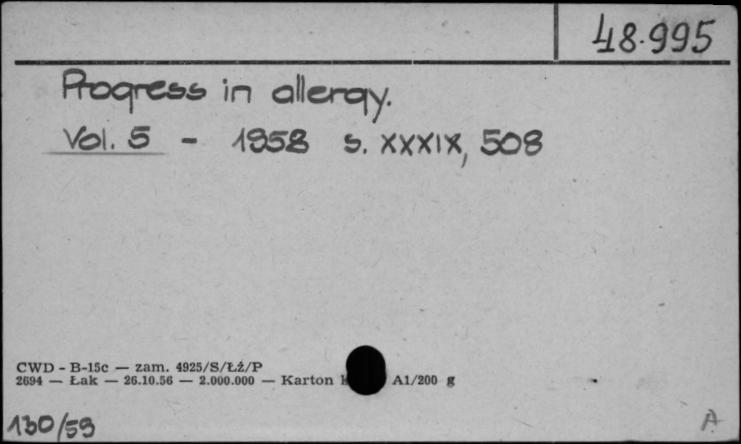 48.995
Progress in allergy.
Vol. 5 - 1958 s. XXXIX, 508
CWD - B-15c — zam. 4925/S/ŁŹ/P
2694 — Łak — 26.10.56 — 2.000.000 — Karton A1/200 g
130/59
A